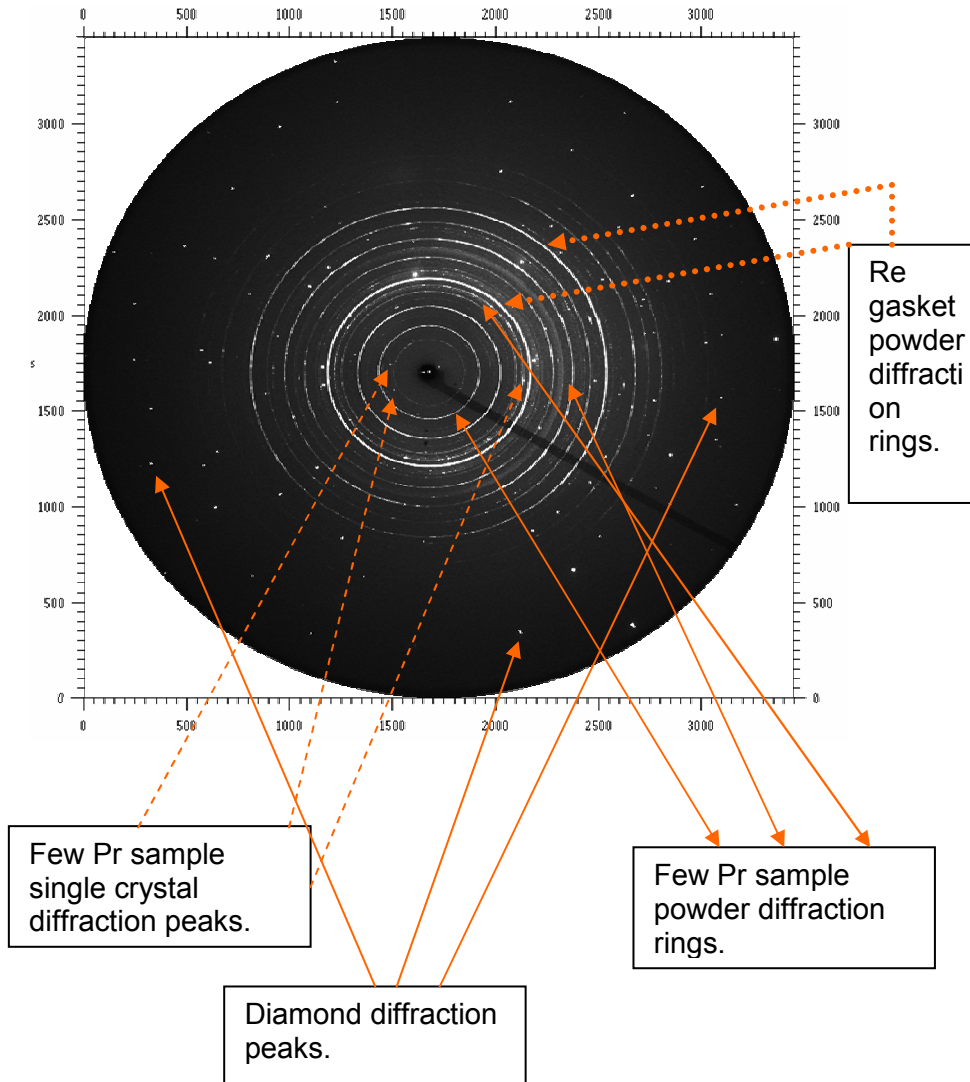 0 500 1000 1500 2000 2500 3000
3000 3000
2500 2500
2000 2000
1500 1500
1000 1000
500 500
0 0
0 500 1000 1500 2000 2500 3000
Re
gasket
powder
diffracti
on
rings.
Few Pr sample
single crystal
diffraction peaks.
Few Pr sample
powder diffraction
rings.
Diamond diffraction
peaks.